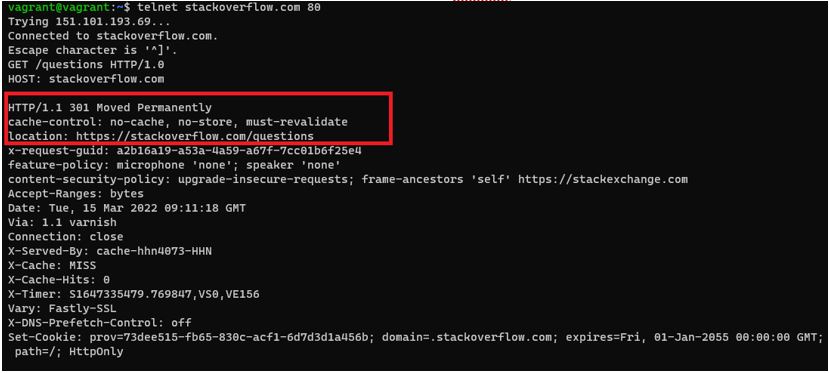 vagrant@vagrant:~$ telnet stackoverflow.com 80
Trying 151.101.193.69...
Connected to stackoverflow.com.
Escape character is '^]'.
GET /questions HTTP/1.0
HOST: stackoverflow.com
HTTP/1.1 301 Moved Permanently
cache-control: no-cache, no-store, must-revalidate
location: https://stackoverflow.com/questions
x-request-guid: a2b16a19-a53a-4a59-a67f-7cc01b6f25e4
feature-policy: microphone 'none'; speaker 'none'
content-security-policy: upgrade-insecure-requests; frame-ancestors 'self' https://stackexchange.com
Accept-Ranges: bytes
Date: Tue, 15 Mar 2022 09:11:18 GMT
Via: 1.1 varnish
Connection: close
X-Served-By: cache-hhn4073-HHN
X-Cache: MISS
X-Cache-Hits: 0
X-Timer: S1647335479.769847,VS0,VE156
Vary: Fastly-SSL
X-DNS-Prefetch-Control: off
Set-Cookie: prov=73dee515-fb65-830c-acf1-6d7d3d1a456b; domain=.stackoverflow.com; expires=Fri, 01-Jan-2055 00:00:00 GMT;
path=/; HttpOnly